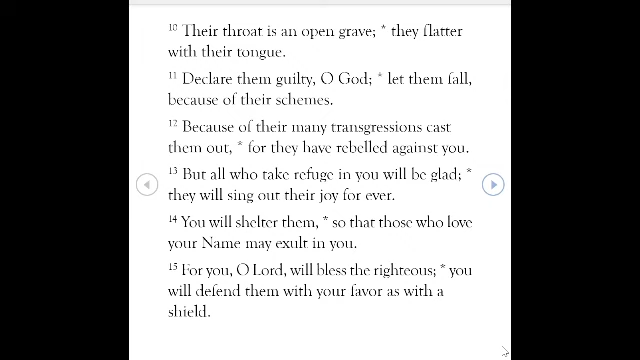 10 Their throat is an open grave; * they flatter
with their tongue.
11 Declare them guilty, O God; * let them fall,
because of their schemes.
12 Because of their many transgressions cast
them out, * for they have rebelled against you.
13 But all who take refuge in you will be glad; *
they will sing out their joy for ever.
14 You will shelter them, * so that those who love
your Name may exult in you.
15 For you, O Lord, will bless the righteous; * you
will defend them with your favor as with a
shield.